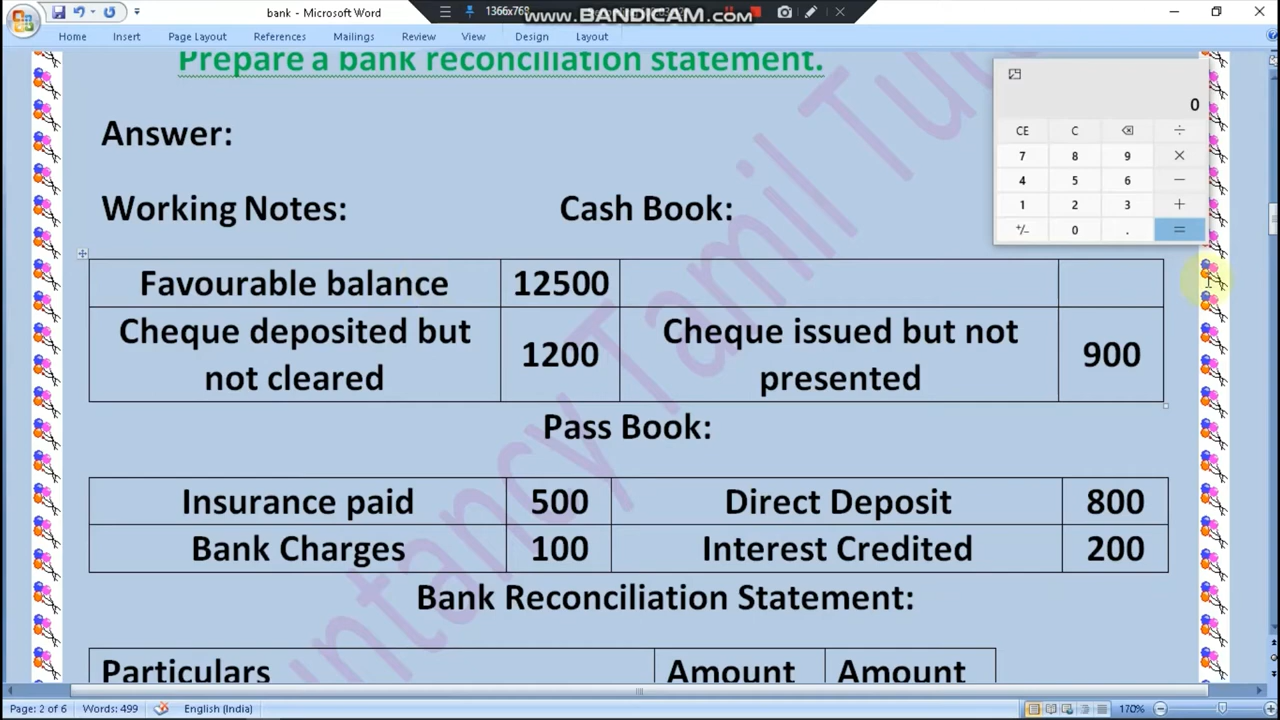 bank - Microsoft Word
1366x768
www.BANDICAM.com
Home Insert Page Layout References Mailings Review View Design Layout
Prepare a bank reconciliation statement.
0
CE C ⌫ ÷
7 8 9 ×
4 5 6 −
1 2 3 +
+/− 0 . =
Answer:
Working Notes: Cash Book:
Favourable balance 12500
Cheque deposited but
not cleared 1200
Cheque issued but not
presented 900
Pass Book:
Insurance paid 500 Direct Deposit 800
Bank Charges 100 Interest Credited 200
Bank Reconciliation Statement:
Particulars Amount Amount
Page: 2 of 6 Words: 499 English (India) 170%